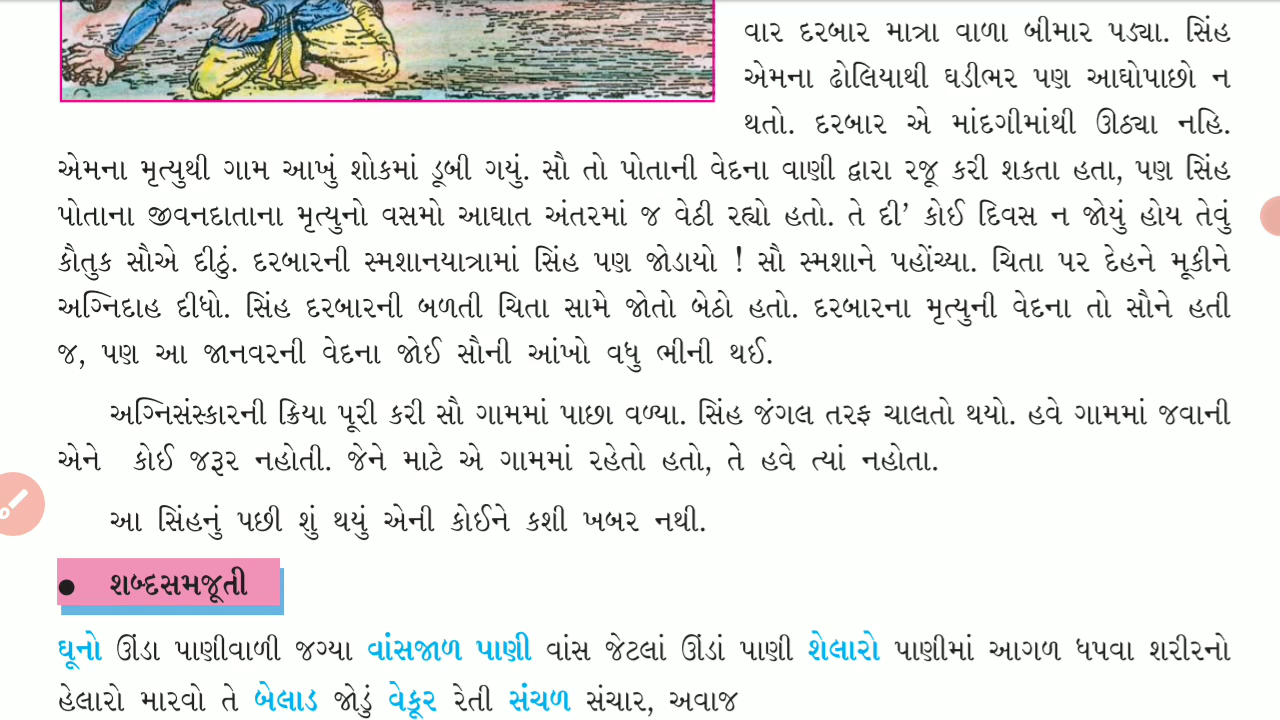 વાર દરબાર માત્રા વાળા બીમાર પડ્યા. સિંહ
એમના ઢોલિયાથી ઘડીભર પણ આઘોપાછો ન
થતો. દરબાર એ માંદગીમાંથી ઊઠ્યા નહિ.
એમના મૃત્યુથી ગામ આખું શોકમાં ડૂબી ગયું. સૌ તો પોતાની વેદના વાણી દ્વારા રજૂ કરી શકતા હતા, પણ સિંહ
પોતાના જીવનદાતાના મૃત્યુનો વસમો આઘાત અંતરમાં જ વેઠી રહ્યો હતો. તે દી’ કોઈ દિવસ ન જોયું હોય તેવું
કૌતુક સૌએ દીઠું. દરબારની સ્મશાનયાત્રામાં સિંહ પણ જોડાયો ! સૌ સ્મશાને પહોંચ્યા. ચિતા પર દેહને મૂકીને
અગ્નિદાહ દીધો. સિંહ દરબારની બળતી ચિતા સામે જોતો બેઠો હતો. દરબારના મૃત્યુની વેદના તો સૌને હતી
જ, પણ આ જાનવરની વેદના જોઈ સૌની આંખો વધુ ભીની થઈ.
અગ્નિસંસ્કારની ક્રિયા પૂરી કરી સૌ ગામમાં પાછા વળ્યા. સિંહ જંગલ તરફ ચાલતો થયો. હવે ગામમાં જવાની
એને કોઈ જરૂર નહોતી. જેને માટે એ ગામમાં રહેતો હતો, તે હવે ત્યાં નહોતા.
આ સિંહનું પછી શું થયું એની કોઈને કશી ખબર નથી.
● શબ્દસમજૂતી
ઘૂનો ઊંડા પાણીવાળી જગ્યા વાંસજાળ પાણી વાંસ જેટલાં ઊંડાં પાણી શેલારો પાણીમાં આગળ ધપવા શરીરનો
હેલારો મારવો તે બેલાડ જોડું વેકૂર રેતી સંચળ સંચાર, અવાજ